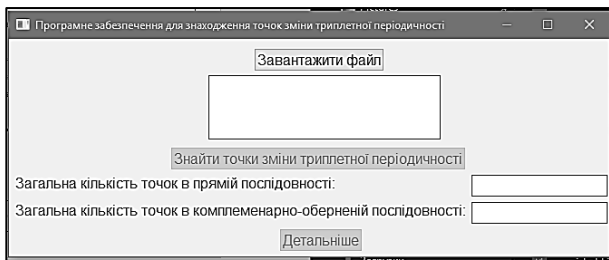 Програмне забезпечення для знаходження точок зміни триплетної періодичності
Завантажити файл
Знайти точки зміни триплетної періодичності
Загальна кількість точок в прямій послідовності:
Загальна кількість точок в комплеменарно-оберненій послідовності:
Детальніше